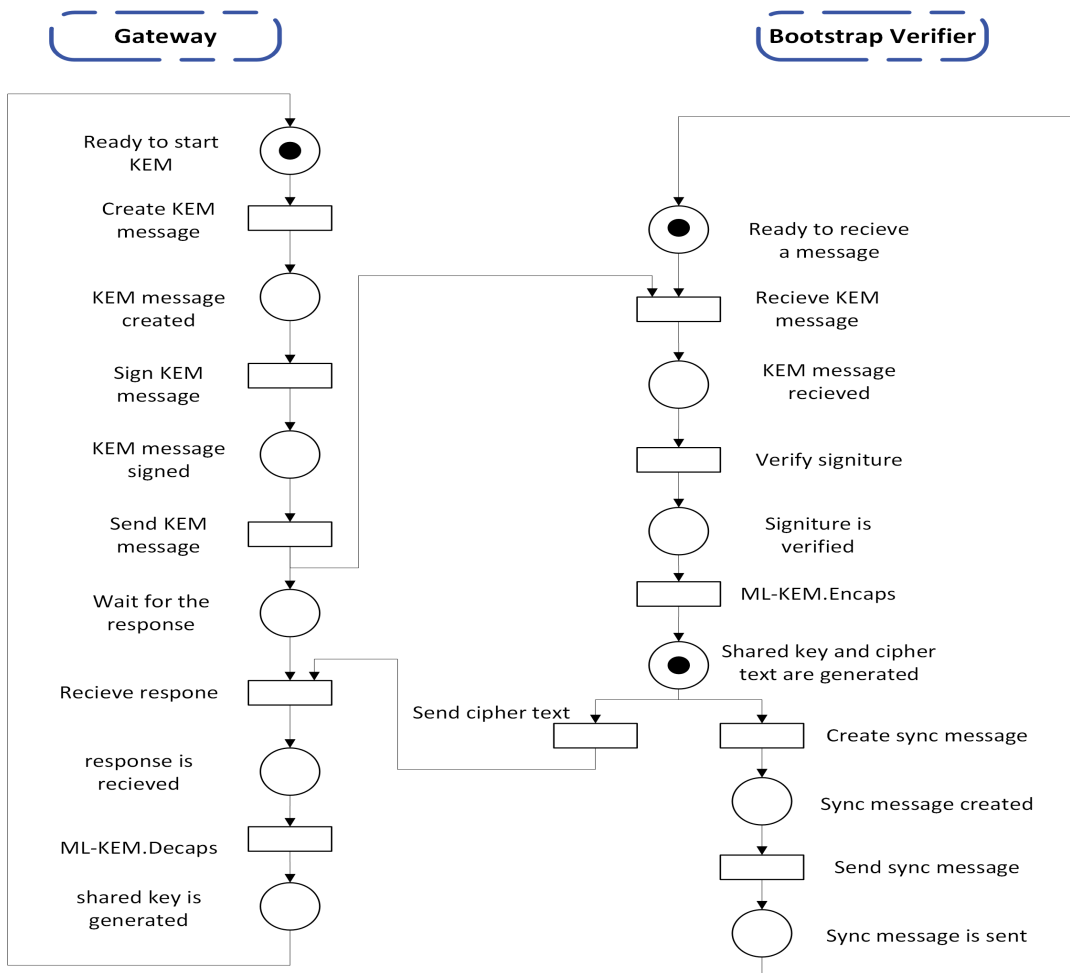 Gateway
Bootstrap Verifier
Ready to start
KEM
Create KEM
message
KEM message
created
Sign KEM
message
KEM message
signed
Send KEM
message
Wait for the
response
Recieve respone
response is
recieved
ML-KEM.Decaps
shared key is
generated
Ready to recieve
a message
Recieve KEM
message
KEM message
recieved
Verify signiture
Signiture is
verified
ML-KEM.Encaps
Shared key and cipher
text are generated
Send cipher text
Create sync message
Sync message created
Send sync message
Sync message is sent